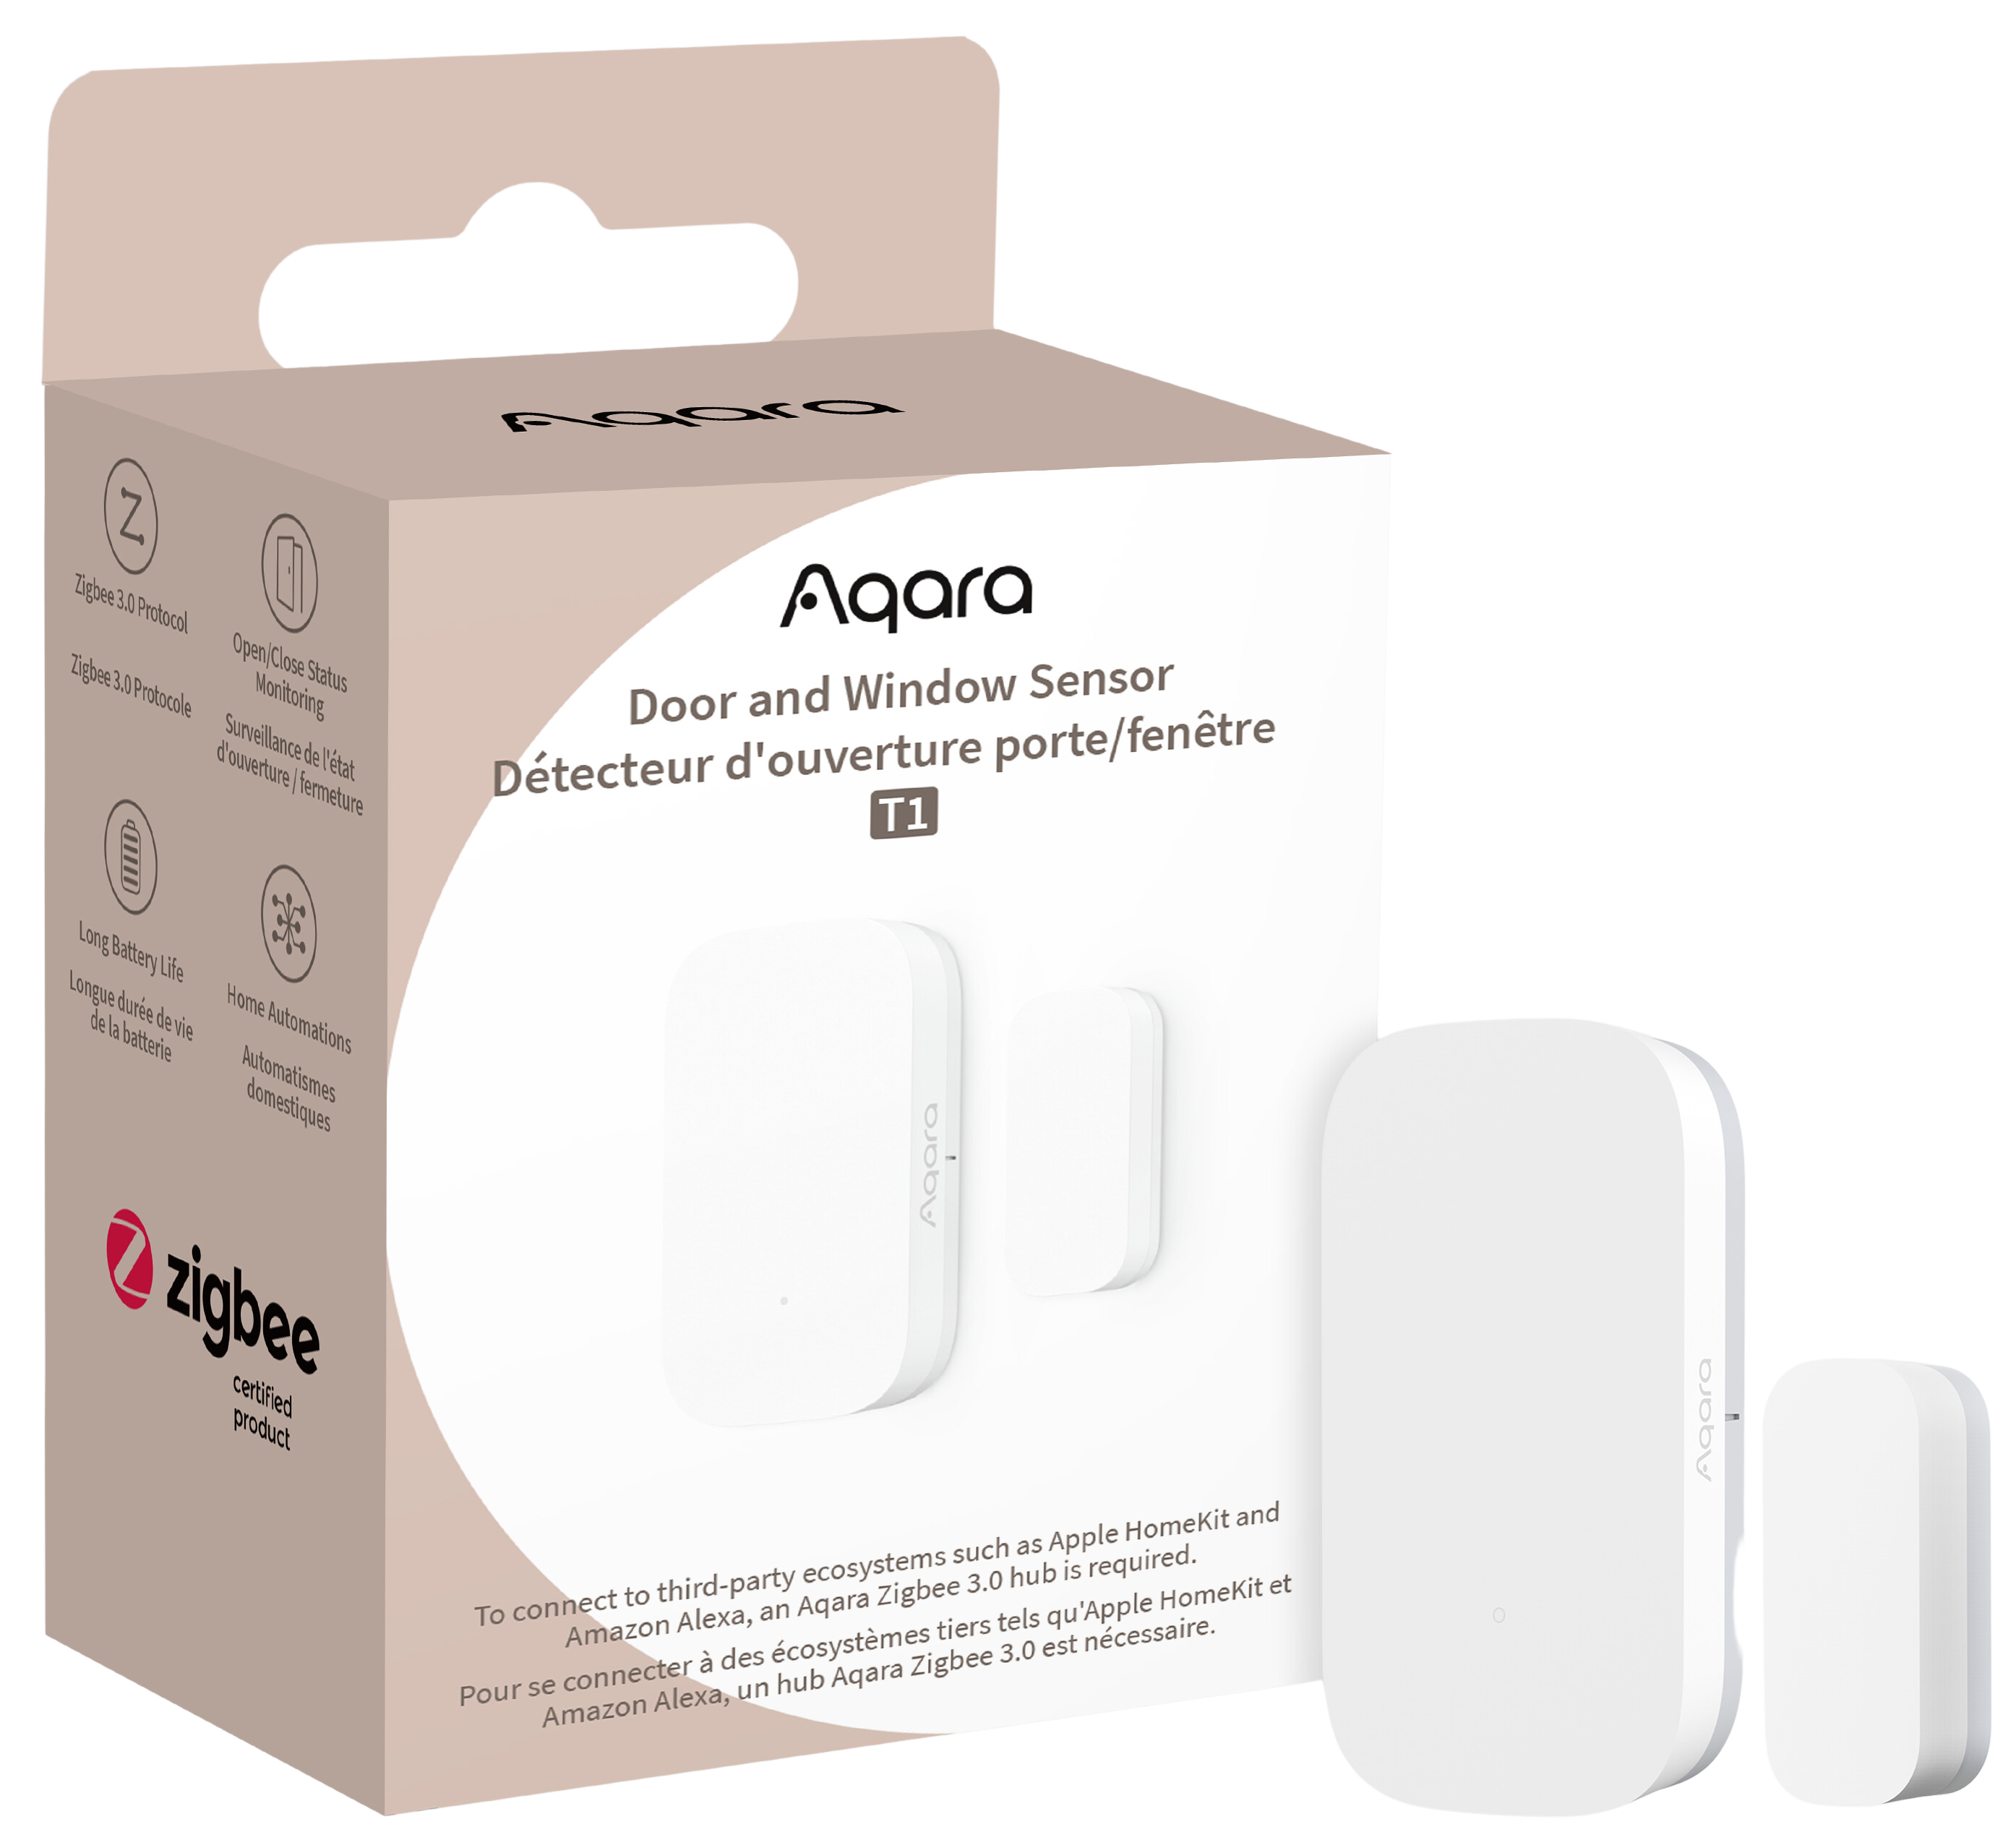 Aqara
Zigbee 3.0 Protocol
Zigbee 3.0 Protocole
Open/Close Status
Monitoring
Surveillance de l'état
d'ouverture / fermeture
Long Battery Life
Longue durée de vie
de la batterie
Home Automations
Automatismes
domestiques
zigbee
certified
product
Aqara
Door and Window Sensor
Détecteur d'ouverture porte/fenêtre
T1
Aqara
To connect to third-party ecosystems such as Apple HomeKit and
Amazon Alexa, an Aqara Zigbee 3.0 hub is required.
Pour se connecter à des écosystèmes tiers tels qu'Apple HomeKit et
Amazon Alexa, un hub Aqara Zigbee 3.0 est nécessaire.
Aqara